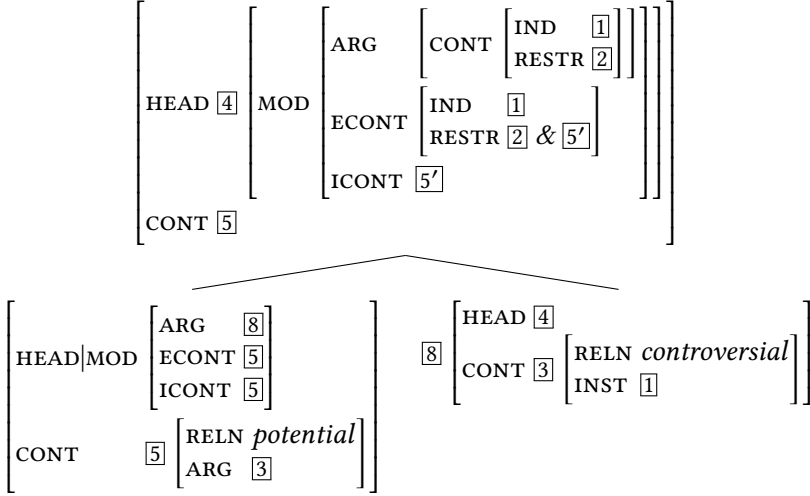 HEAD 4 MOD ARG CONT IND 1
RESTR 2
ECONT IND 1
RESTR 2 & 5′
ICONT 5′
CONT 5
HEAD|MOD ARG 8
ECONT 5
ICONT 5
CONT 5 RELN potential
ARG 3
8 HEAD 4
CONT 3 RELN controversial
INST 1